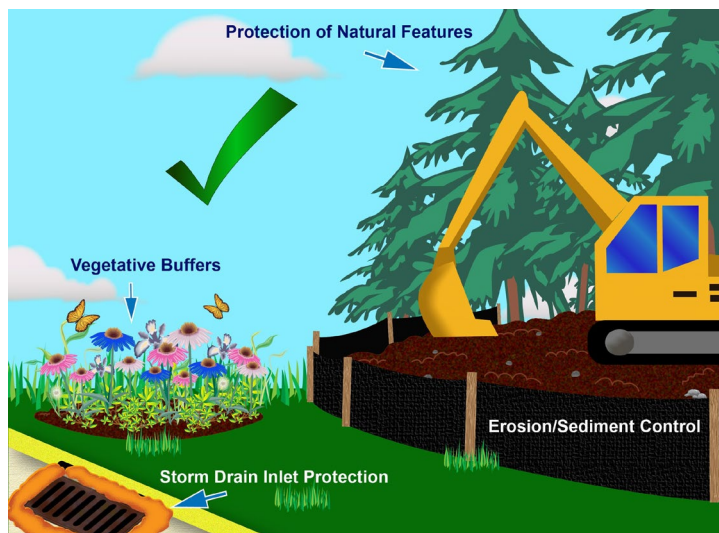 Protection of Natural Features
Vegetative Buffers
Erosion/Sediment Control
Storm Drain Inlet Protection